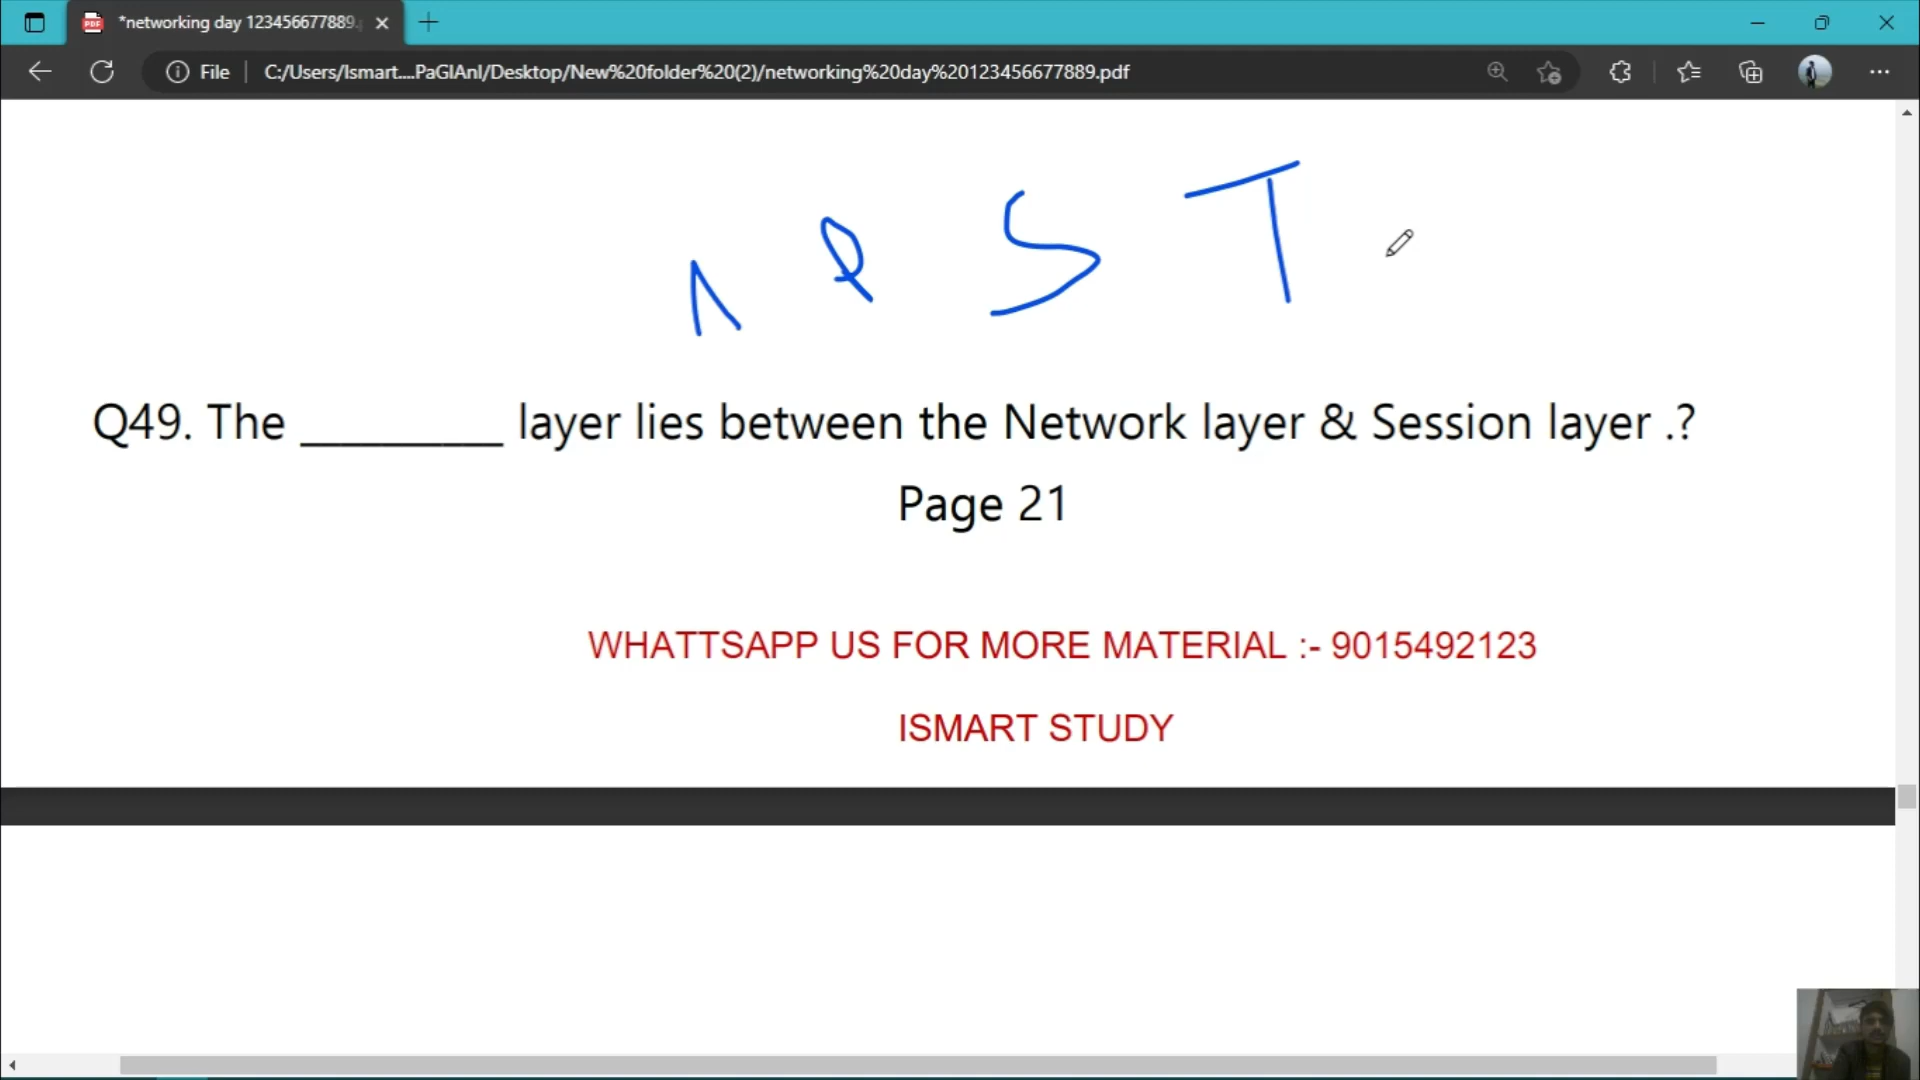 *networking day 123456677889.
File
C:/Users/Ismart....PaGlAnI/Desktop/New%20folder%20(2)/networking%20day%20123456677889.pdf
Λ P S T
Q49. The _________ layer lies between the Network layer & Session layer .?
Page 21
WHATTSAPP US FOR MORE MATERIAL :- 9015492123
ISMART STUDY